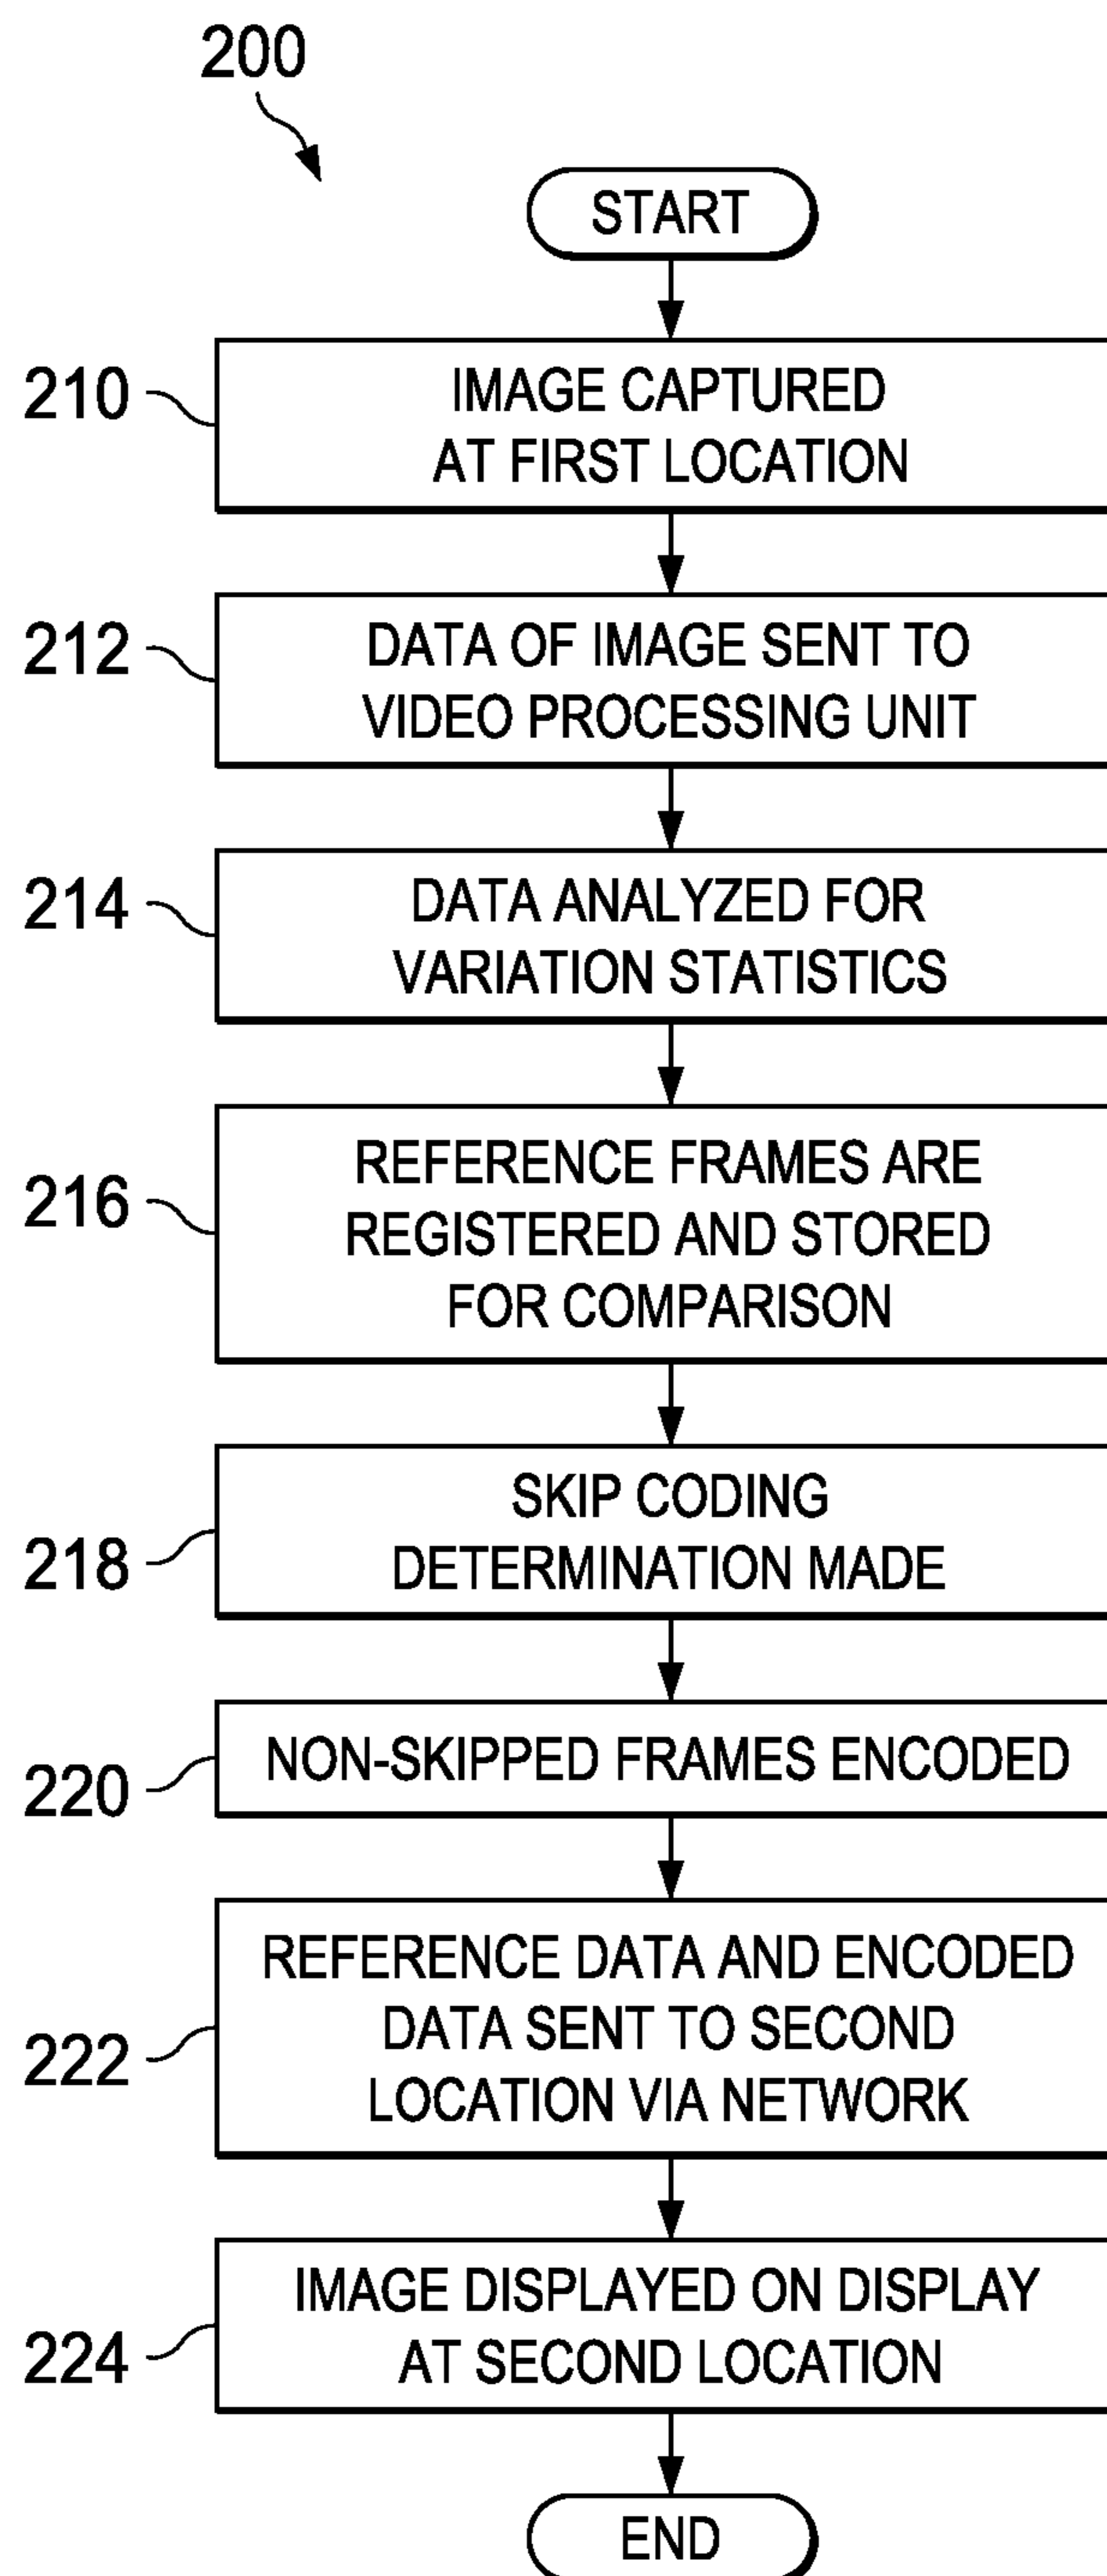 200
START
210
IMAGE CAPTURED
AT FIRST LOCATION
212
DATA OF IMAGE SENT TO
VIDEO PROCESSING UNIT
214
DATA ANALYZED FOR
VARIATION STATISTICS
216
REFERENCE FRAMES ARE
REGISTERED AND STORED
FOR COMPARISON
218
SKIP CODING
DETERMINATION MADE
220
NON-SKIPPED FRAMES ENCODED
222
REFERENCE DATA AND ENCODED
DATA SENT TO SECOND
LOCATION VIA NETWORK
224
IMAGE DISPLAYED ON DISPLAY
AT SECOND LOCATION
END